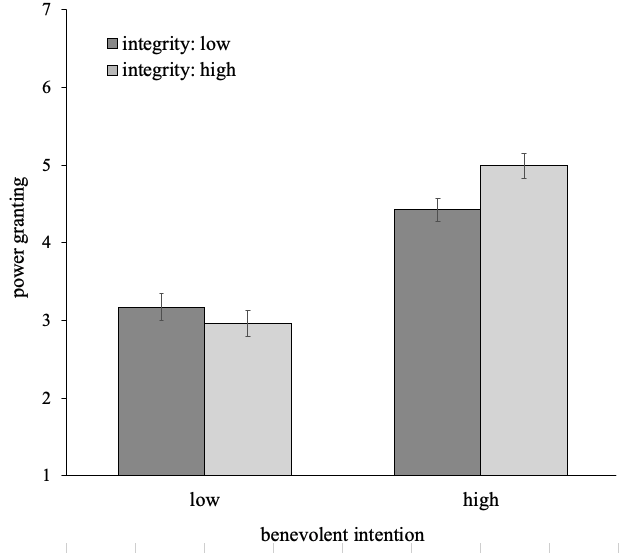 7
integrity: low
integrity: high
6
5
4
3
2
1
power granting
low high
benevolent intention